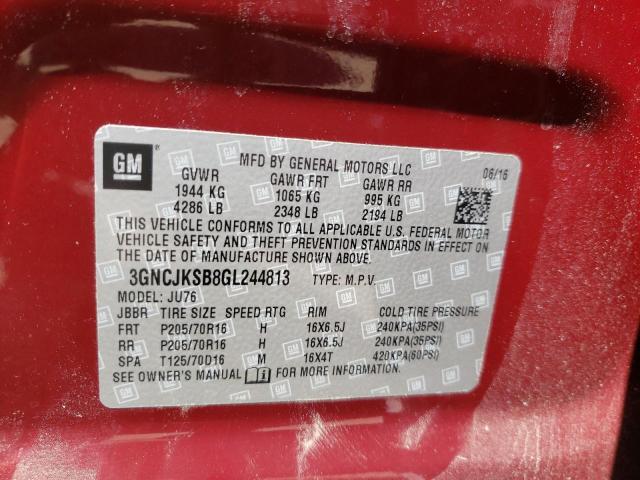 GM
MFD BY GENERAL MOTORS LLC
06/16
GVWR GAWR FRT GAWR RR
1944 KG 1065 KG 995 KG
4286 LB 2348 LB 2194 LB
THIS VEHICLE CONFORMS TO ALL APPLICABLE U.S. FEDERAL MOTOR
VEHICLE SAFETY AND THEFT PREVENTION STANDARDS IN EFFECT ON
THE DATE OF MANUFACTURE SHOWN ABOVE.
3GNCJKSB8GL244813 TYPE: M.P.V.
MODEL: JU76
JBBR TIRE SIZE SPEED RTG RIM COLD TIRE PRESSURE
FRT P205/70R16 H 16X6.5J 240KPA(35PSI)
RR P205/70R16 H 16X6.5J 240KPA(35PSI)
SPA T125/70D16 M 16X4T 420KPA(60PSI)
SEE OWNER'S MANUAL FOR MORE INFORMATION.